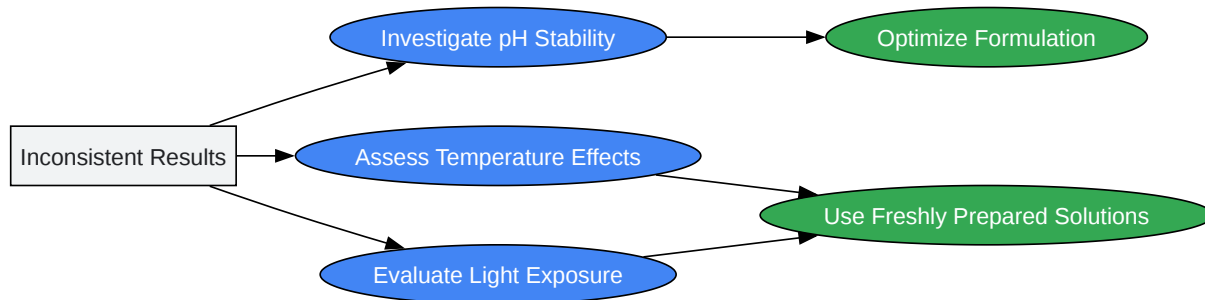 Investigate pH Stability
Optimize Formulation
Inconsistent Results
Assess Temperature Effects
Use Freshly Prepared Solutions
Evaluate Light Exposure